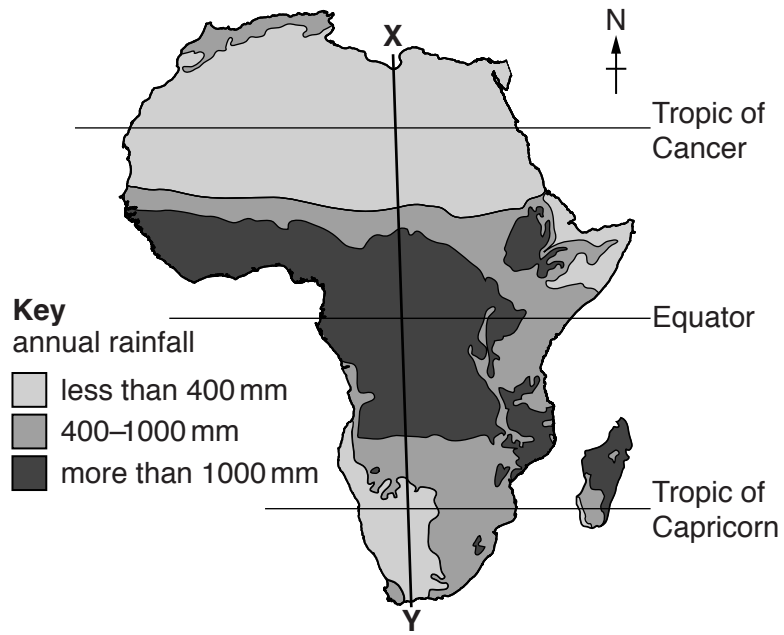 X
N
Tropic of
Cancer
Key
annual rainfall
less than 400 mm
400–1000 mm
more than 1000 mm
Equator
Tropic of
Capricorn
Y